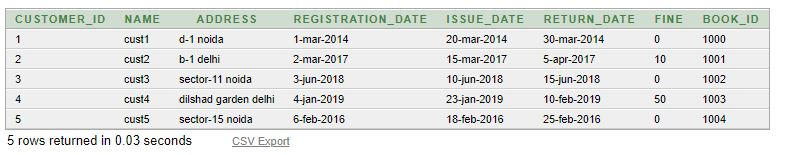 CUSTOMER_ID NAME ADDRESS REGISTRATION_DATE ISSUE_DATE RETURN_DATE FINE BOOK_ID
1 cust1 d-1 noida 1-mar-2014 20-mar-2014 30-mar-2014 0 1000
2 cust2 b-1 delhi 2-mar-2017 15-mar-2017 5-apr-2017 10 1001
3 cust3 sector-11 noida 3-jun-2018 10-jun-2018 15-jun-2018 0 1002
4 cust4 dilshad garden delhi 4-jan-2019 23-jan-2019 10-feb-2019 50 1003
5 cust5 sector-15 noida 6-feb-2016 18-feb-2016 25-feb-2016 0 1004
5 rows returned in 0.03 seconds CSV Export